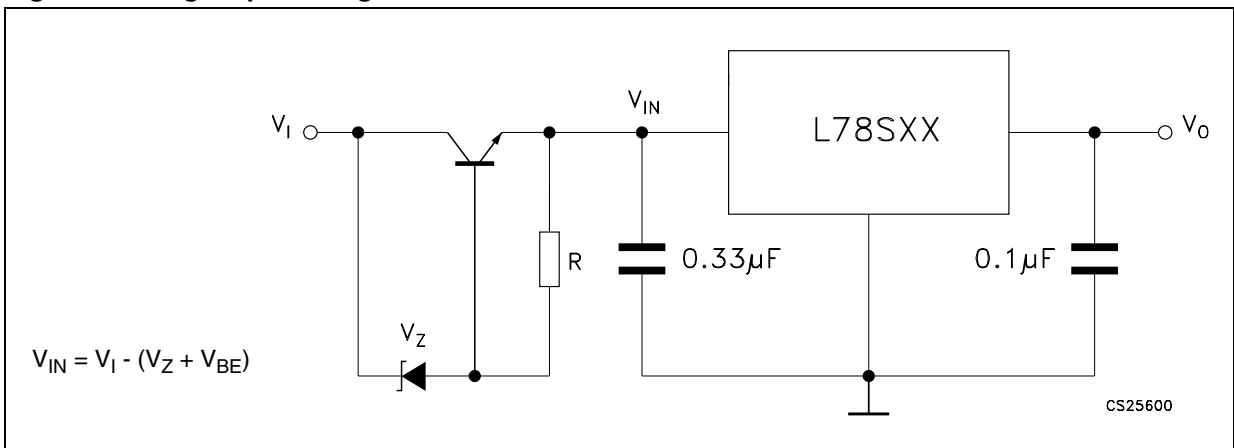 V_I
V_IN
L78SXX
V_O
R
0.33µF
0.1µF
V_Z
V_IN = V_I - (V_Z + V_BE)
CS25600